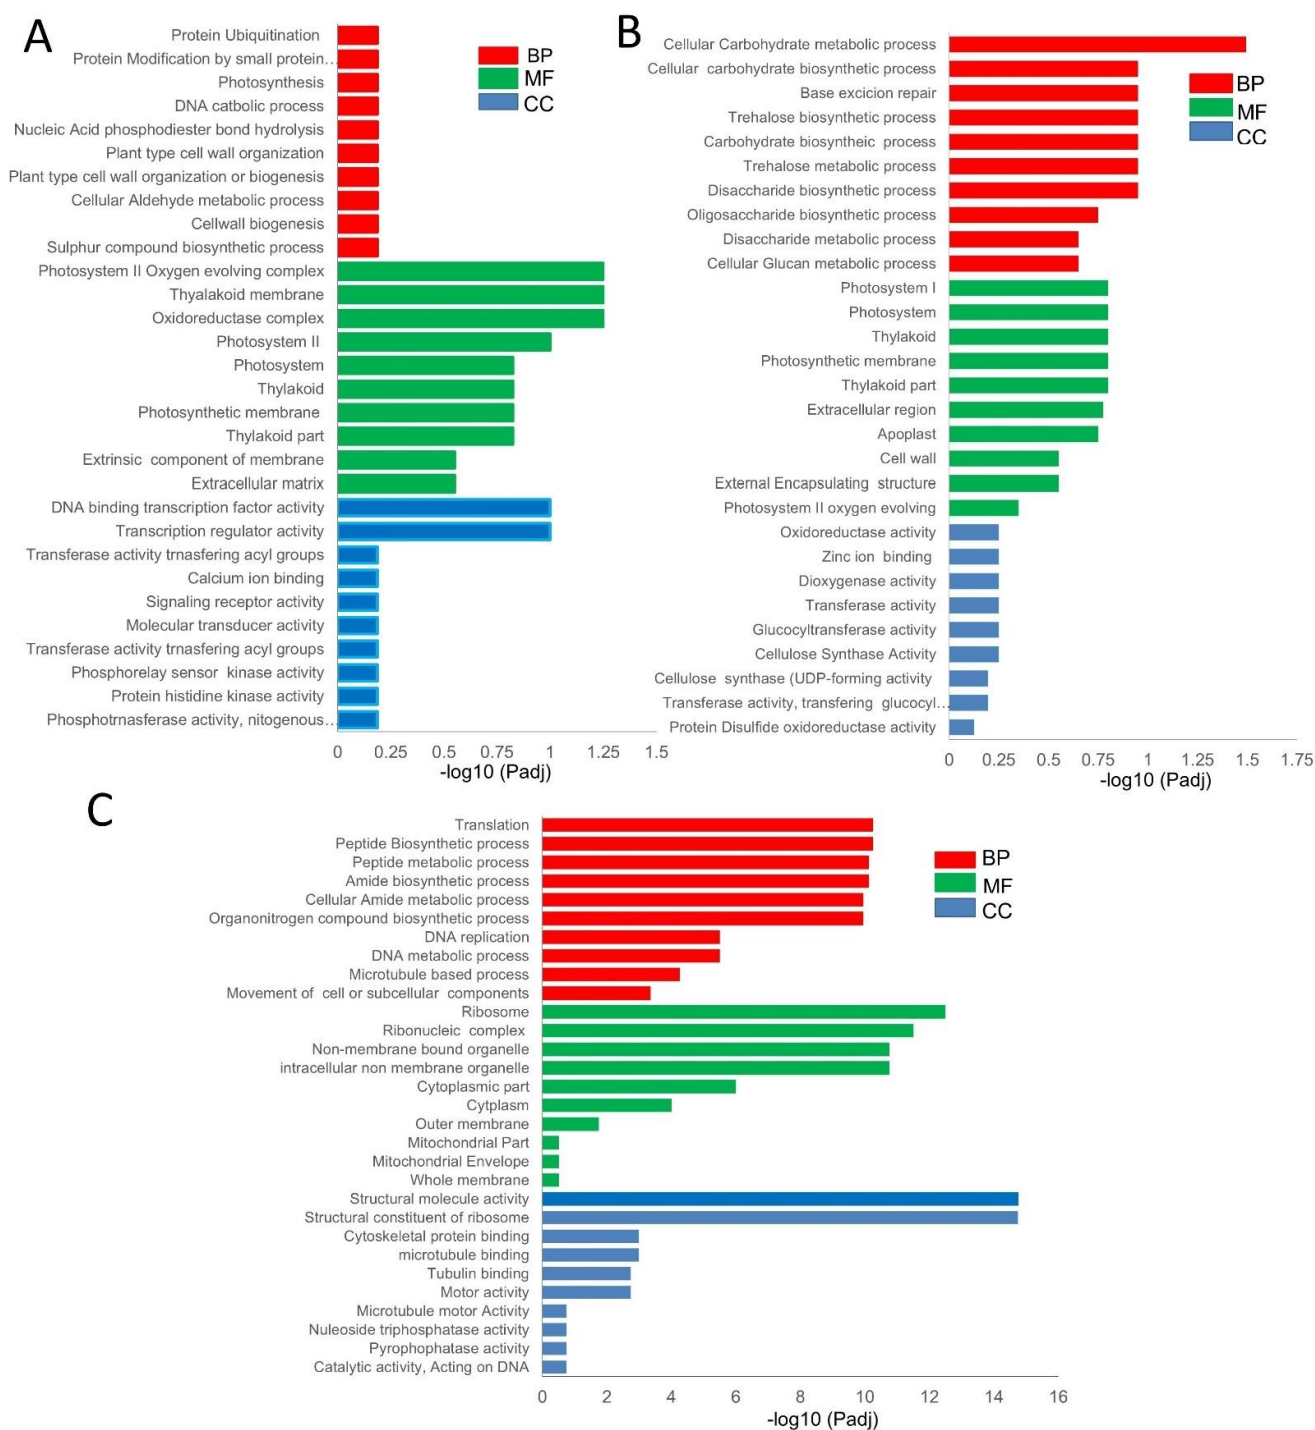 A
Protein Ubiquitination
Protein Modification by small protein...
Photosynthesis
DNA catbolic process
Nucleic Acid phosphodiester bond hydrolysis
Plant type cell wall organization
Plant type cell wall organization or biogenesis
Cellular Aldehyde metabolic process
Cellwall biogenesis
Sulphur compound biosynthetic process
Photosystem II Oxygen evolving complex
Thyalakoid membrane
Oxidoreductase complex
Photosystem II
Photosystem
Thylakoid
Photosynthetic membrane
Thylakoid part
Extrinsic component of membrane
Extracellular matrix
DNA binding transcription factor activity
Transcription regulator activity
Transferase activity trnasfering acyl groups
Calcium ion binding
Signaling receptor activity
Molecular transducer activity
Transferase activity trnasfering acyl groups
Phosphorelay sensor kinase activity
Protein histidine kinase activity
Phosphotrnasferase activity, nitogenous...
BP
MF
CC
0 0.25 0.5 0.75 1 1.25 1.5
-log10 (Padj)
B
Cellular Carbohydrate metabolic process
Cellular carbohydrate biosynthetic process
Base excicion repair
Trehalose biosynthetic process
Carbohydrate biosyntheic process
Trehalose metabolic process
Disaccharide biosynthetic process
Oligosaccharide biosynthetic process
Disaccharide metabolic process
Cellular Glucan metabolic process
Photosystem I
Photosystem
Thylakoid
Photosynthetic membrane
Thylakoid part
Extracellular region
Apoplast
Cell wall
External Encapsulating structure
Photosystem II oxygen evolving
Oxidoreductase activity
Zinc ion binding
Dioxygenase activity
Transferase activity
Glucocyltransferase activity
Cellulose Synthase Activity
Cellulose synthase (UDP-forming activity
Transferase activity, transfering glucocyl...
Protein Disulfide oxidoreductase activity
BP
MF
CC
0 0.25 0.5 0.75 1 1.25 1.5 1.75
-log10 (Padj)
C
Translation
Peptide Biosynthetic process
Peptide metabolic process
Amide biosynthetic process
Cellular Amide metabolic process
Organonitrogen compound biosynthetic process
DNA replication
DNA metabolic process
Microtubule based process
Movement of cell or subcellular components
Ribosome
Ribonucleic complex
Non-membrane bound organelle
intracellular non membrane organelle
Cytoplasmic part
Cytplasm
Outer membrane
Mitochondrial Part
Mitochondrial Envelope
Whole membrane
Structural molecule activity
Structural constituent of ribosome
Cytoskeletal protein binding
microtubule binding
Tubulin binding
Motor activity
Microtubule motor Activity
Nuleoside triphosphatase activity
Pyrophophatase activity
Catalytic activity, Acting on DNA
BP
MF
CC
0 2 4 6 8 10 12 14 16
-log10 (Padj)